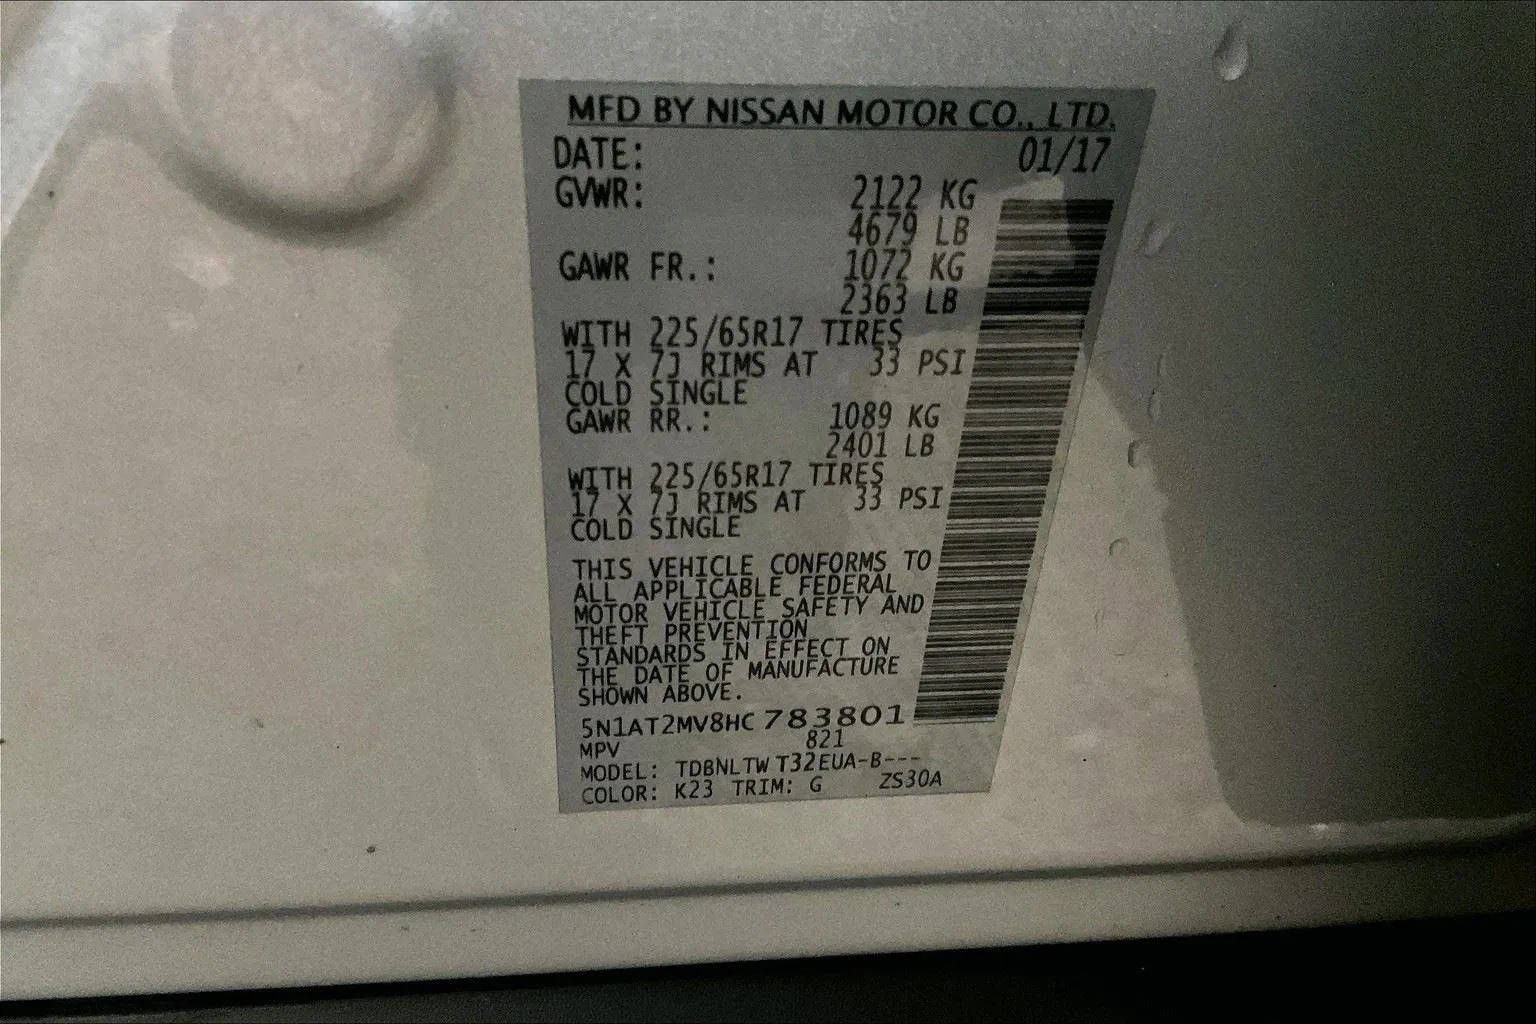 MFD BY NISSAN MOTOR CO., LTD.
DATE: 01/17
GVWR: 2122 KG
4679 LB
GAWR FR.: 1072 KG
2363 LB
WITH 225/65R17 TIRES
17 X 7J RIMS AT 33 PSI
COLD SINGLE
GAWR RR.: 1089 KG
2401 LB
WITH 225/65R17 TIRES
17 X 7J RIMS AT 33 PSI
COLD SINGLE
THIS VEHICLE CONFORMS TO
ALL APPLICABLE FEDERAL
MOTOR VEHICLE SAFETY AND
THEFT PREVENTION
STANDARDS IN EFFECT ON
THE DATE OF MANUFACTURE
SHOWN ABOVE.
5N1AT2MV8HC783801
MPV 821
MODEL: TDBNLTWT32EUA-B---
COLOR: K23 TRIM: G ZS30A